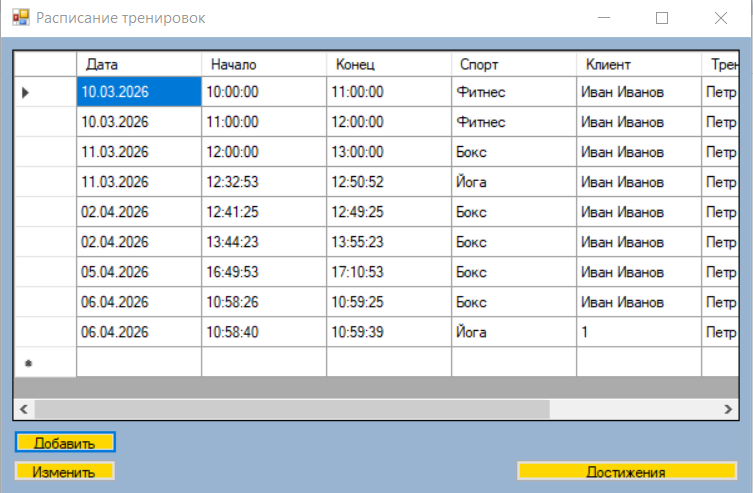 Расписание тренировок
Дата Начало Конец Спорт Клиент Трен
10.03.2026 10:00:00 11:00:00 Фитнес Иван Иванов Петр
10.03.2026 11:00:00 12:00:00 Фитнес Иван Иванов Петр
11.03.2026 12:00:00 13:00:00 Бокс Иван Иванов Петр
11.03.2026 12:32:53 12:50:52 Йога Иван Иванов Петр
02.04.2026 12:41:25 12:49:25 Бокс Иван Иванов Петр
02.04.2026 13:44:23 13:55:23 Бокс Иван Иванов Петр
05.04.2026 16:49:53 17:10:53 Бокс Иван Иванов Петр
06.04.2026 10:58:26 10:59:25 Бокс Иван Иванов Петр
06.04.2026 10:58:40 10:59:39 Йога 1 Петр
Добавить
Изменить Достижения